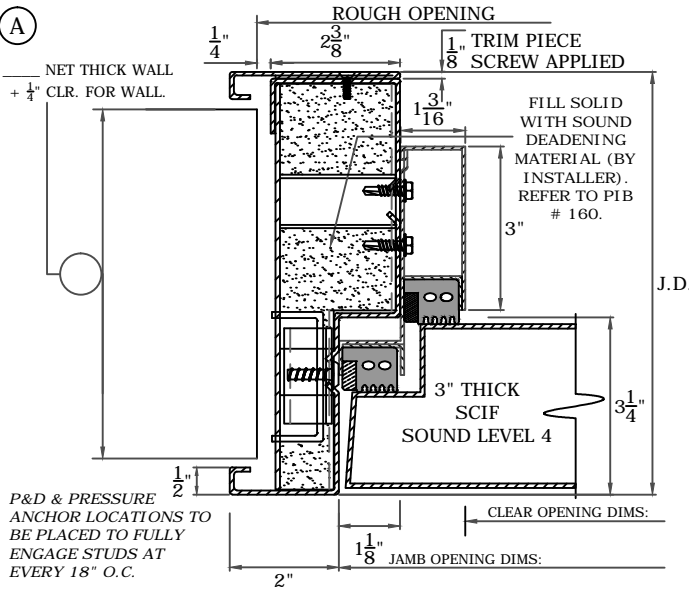 A
ROUGH OPENING
1/4"
2 3/8"
1/8"
TRIM PIECE
SCREW APPLIED
NET THICK WALL
+ 1/4" CLR. FOR WALL.
1 3/16"
FILL SOLID
WITH SOUND
DEADENING
MATERIAL (BY
INSTALLER).
REFER TO PIB
# 160.
3"
J.D.
3" THICK
SCIF
SOUND LEVEL 4
3 1/4"
1/2"
P&D & PRESSURE
ANCHOR LOCATIONS TO
BE PLACED TO FULLY
ENGAGE STUDS AT
EVERY 18" O.C.
CLEAR OPENING DIMS:
1 1/8"
JAMB OPENING DIMS:
2"